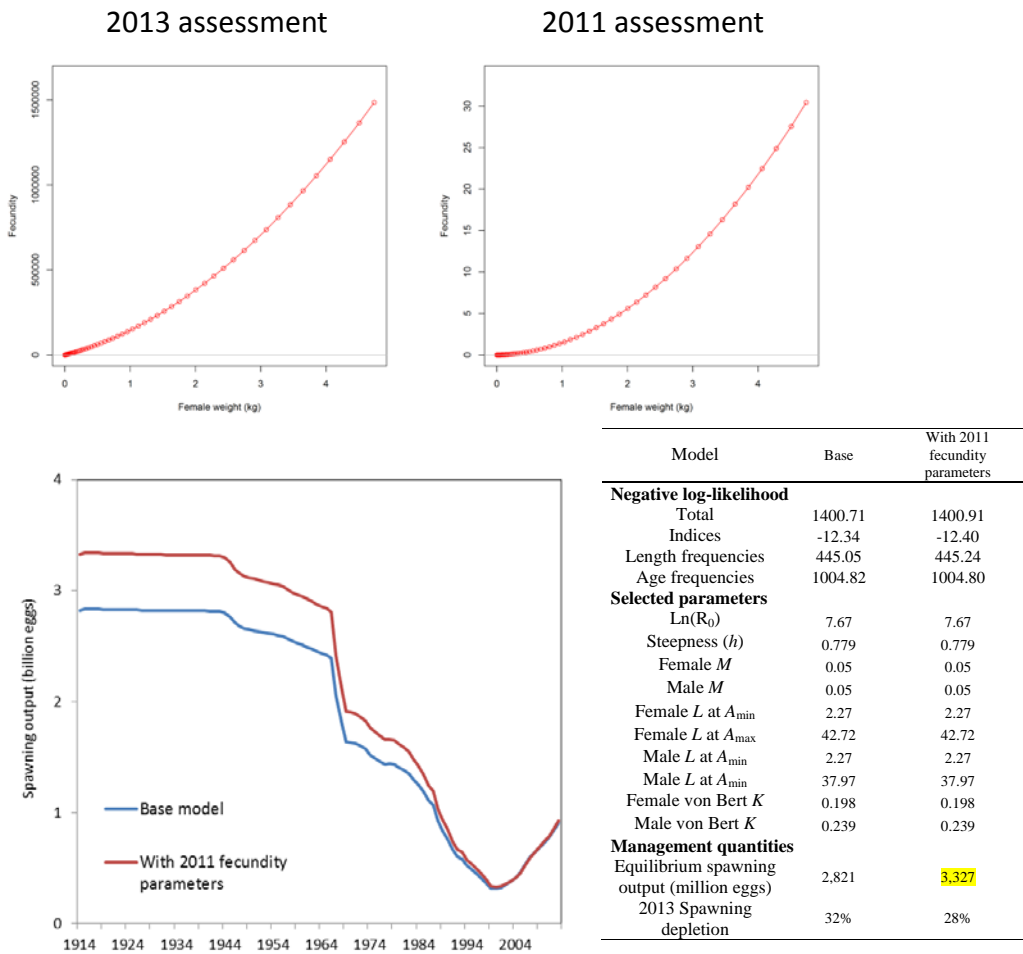 2013 assessment
2011 assessment
Fecundity
0
500000
1000000
1500000
0 1 2 3 4
Female weight (kg)
Fecundity
0 5 10 15 20 25 30
0 1 2 3 4
Female weight (kg)
Spawning output (billion eggs)
4
3
2
1
0
Base model
With 2011 fecundity
parameters
1914 1924 1934 1944 1954 1964 1974 1984 1994 2004
Model Base With 2011
fecundity
parameters
Negative log-likelihood
Total 1400.71 1400.91
Indices -12.34 -12.40
Length frequencies 445.05 445.24
Age frequencies 1004.82 1004.80
Selected parameters
Ln(R0) 7.67 7.67
Steepness (h) 0.779 0.779
Female M 0.05 0.05
Male M 0.05 0.05
Female L at Amin 2.27 2.27
Female L at Amax 42.72 42.72
Male L at Amin 2.27 2.27
Male L at Amin 37.97 37.97
Female von Bert K 0.198 0.198
Male von Bert K 0.239 0.239
Management quantities
Equilibrium spawning
output (million eggs) 2,821 3,327
2013 Spawning
depletion 32% 28%